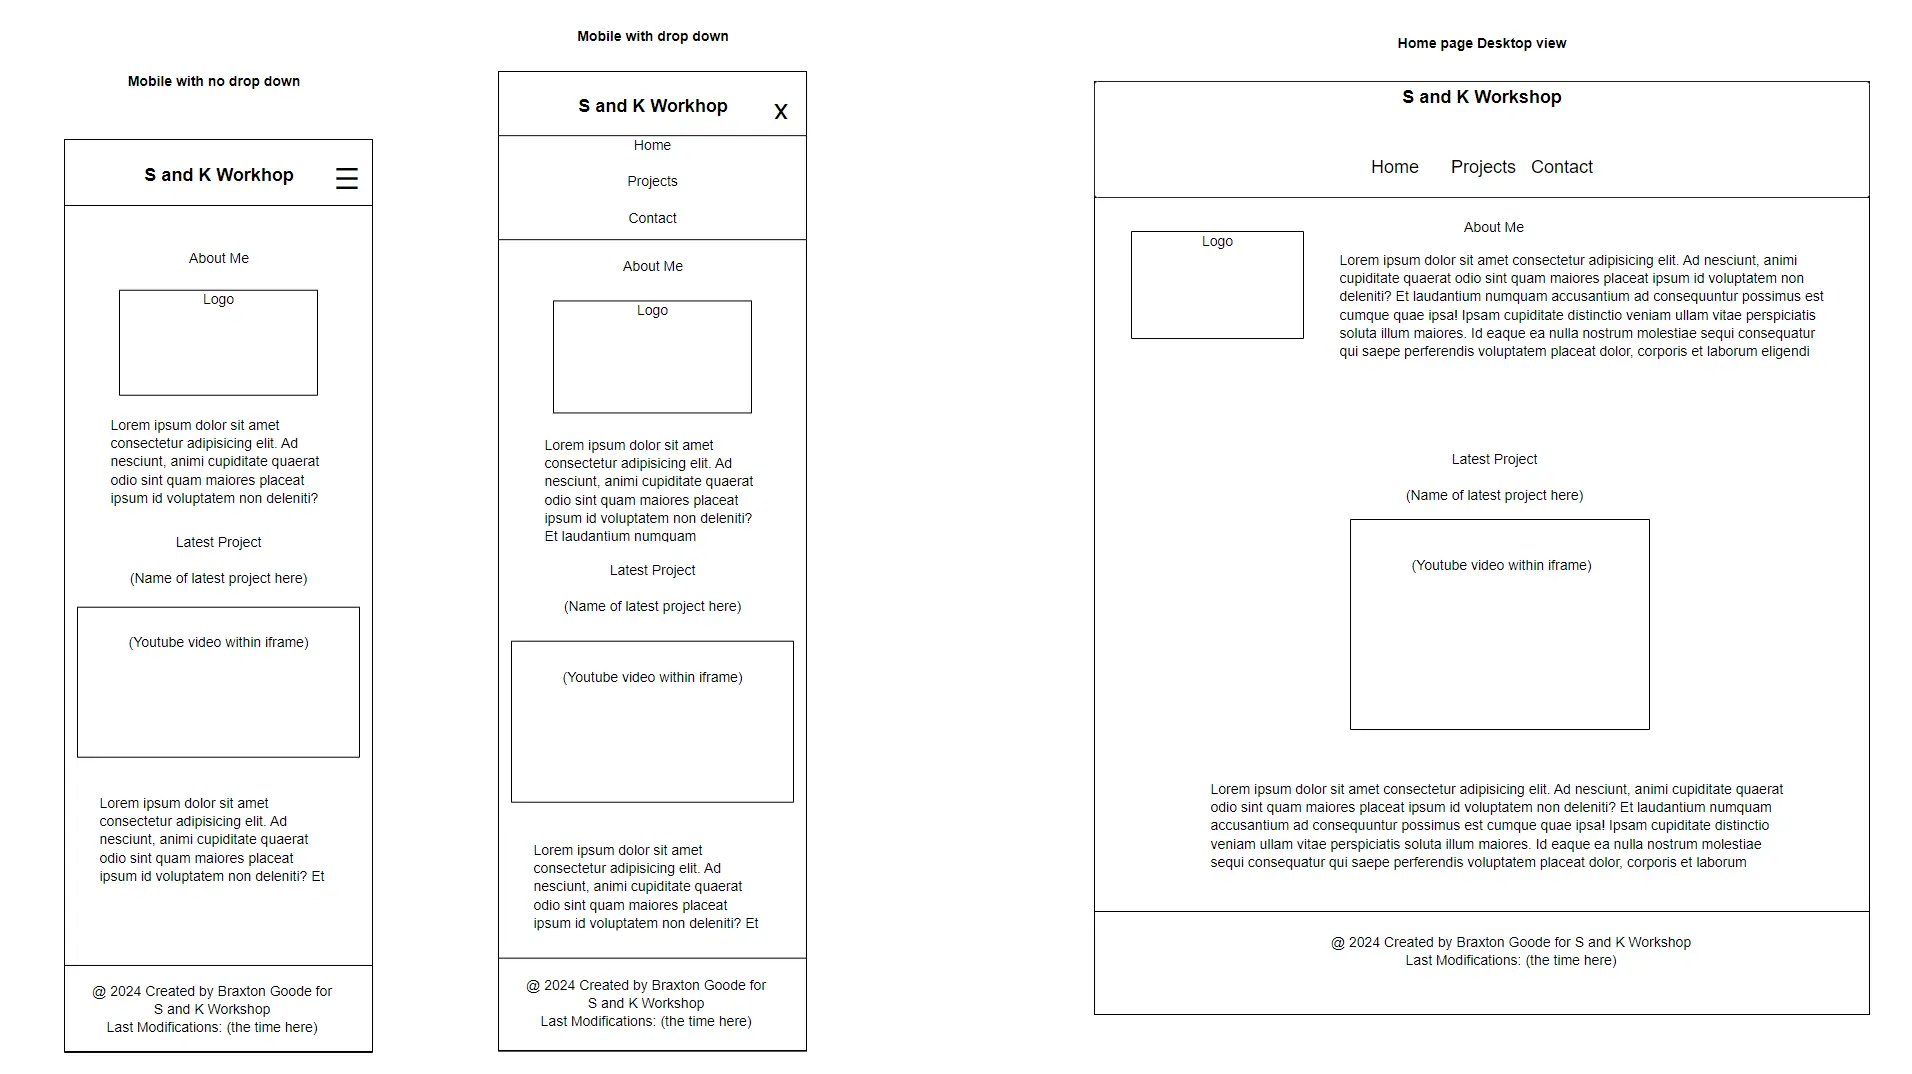 Mobile with no drop down
S and K Workhop
About Me
Logo
Lorem ipsum dolor sit amet
consectetur adipisicing elit. Ad
nesciunt, animi cupiditate quaerat
odio sint quam maiores placeat
ipsum id voluptatem non deleniti?
Latest Project
(Name of latest project here)
(Youtube video within iframe)
Lorem ipsum dolor sit amet
consectetur adipisicing elit. Ad
nesciunt, animi cupiditate quaerat
odio sint quam maiores placeat
ipsum id voluptatem non deleniti? Et
@ 2024 Created by Braxton Goode for
S and K Workshop
Last Modifications: (the time here)
Mobile with drop down
S and K Workhop
X
Home
Projects
Contact
About Me
Logo
Lorem ipsum dolor sit amet
consectetur adipisicing elit. Ad
nesciunt, animi cupiditate quaerat
odio sint quam maiores placeat
ipsum id voluptatem non deleniti?
Et laudantium numquam
Latest Project
(Name of latest project here)
(Youtube video within iframe)
Lorem ipsum dolor sit amet
consectetur adipisicing elit. Ad
nesciunt, animi cupiditate quaerat
odio sint quam maiores placeat
ipsum id voluptatem non deleniti? Et
@ 2024 Created by Braxton Goode for
S and K Workshop
Last Modifications: (the time here)
Home page Desktop view
S and K Workshop
Home Projects Contact
Logo
About Me
Lorem ipsum dolor sit amet consectetur adipisicing elit. Ad nesciunt, animi
cupiditate quaerat odio sint quam maiores placeat ipsum id voluptatem non
deleniti? Et laudantium numquam accusantium ad consequuntur possimus est
cumque quae ipsa! Ipsam cupiditate distinctio veniam ullam vitae perspiciatis
soluta illum maiores. Id eaque ea nulla nostrum molestiae sequi consequatur
qui saepe perferendis voluptatem placeat dolor, corporis et laborum eligendi
Latest Project
(Name of latest project here)
(Youtube video within iframe)
Lorem ipsum dolor sit amet consectetur adipisicing elit. Ad nesciunt, animi cupiditate quaerat
odio sint quam maiores placeat ipsum id voluptatem non deleniti? Et laudantium numquam
accusantium ad consequuntur possimus est cumque quae ipsa! Ipsam cupiditate distinctio
veniam ullam vitae perspiciatis soluta illum maiores. Id eaque ea nulla nostrum molestiae
sequi consequatur qui saepe perferendis voluptatem placeat dolor, corporis et laborum
@ 2024 Created by Braxton Goode for S and K Workshop
Last Modifications: (the time here)